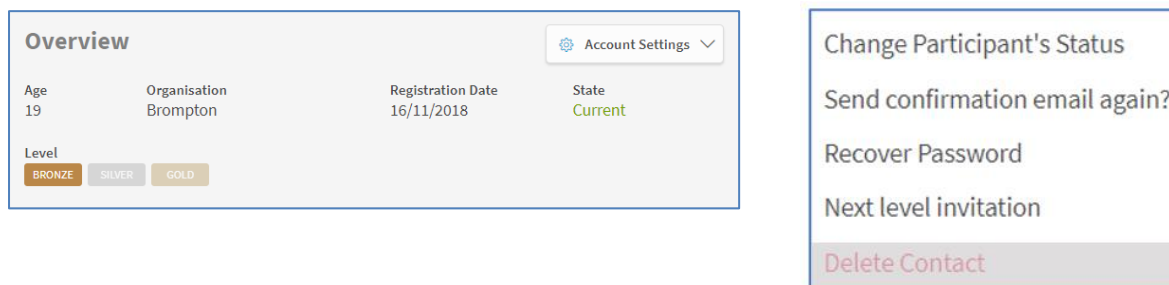 Overview
Account Settings
Age Organisation Registration Date State
19 Brompton 16/11/2018 Current
Level
BRONZE SILVER GOLD
Change Participant's Status
Send confirmation email again?
Recover Password
Next level invitation
Delete Contact